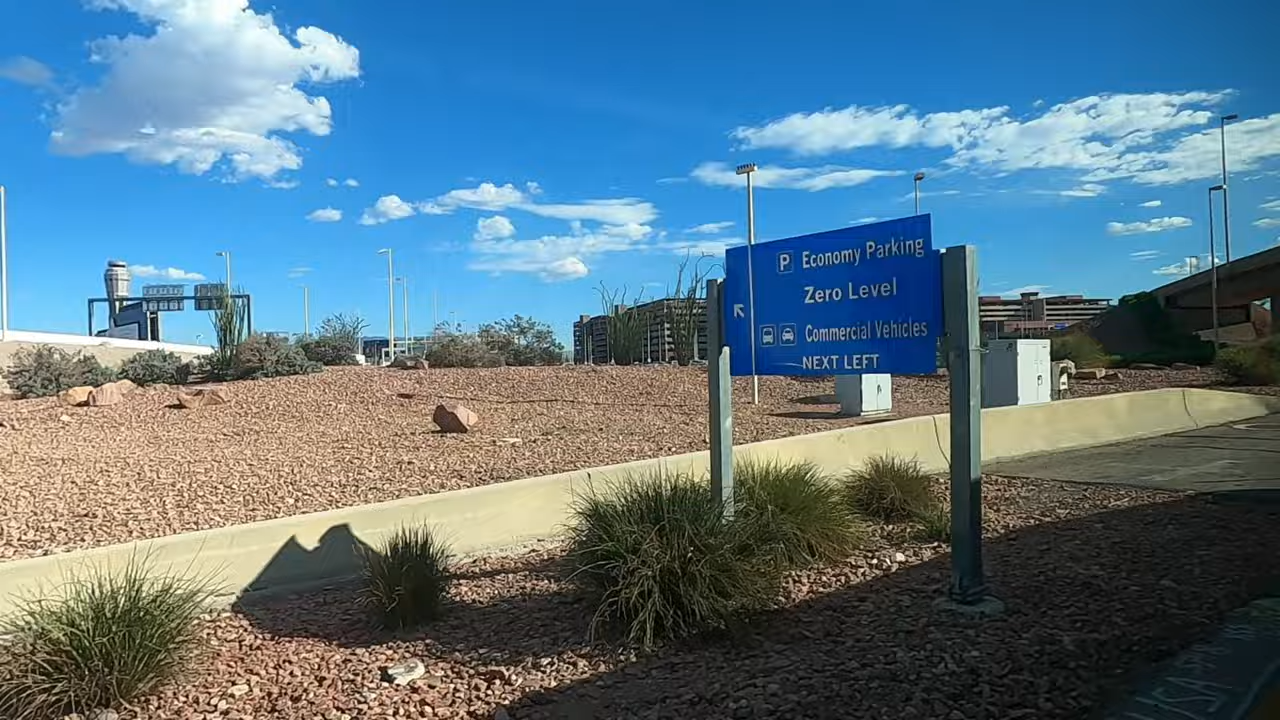 P Economy Parking
Zero Level
Commercial Vehicles
NEXT LEFT